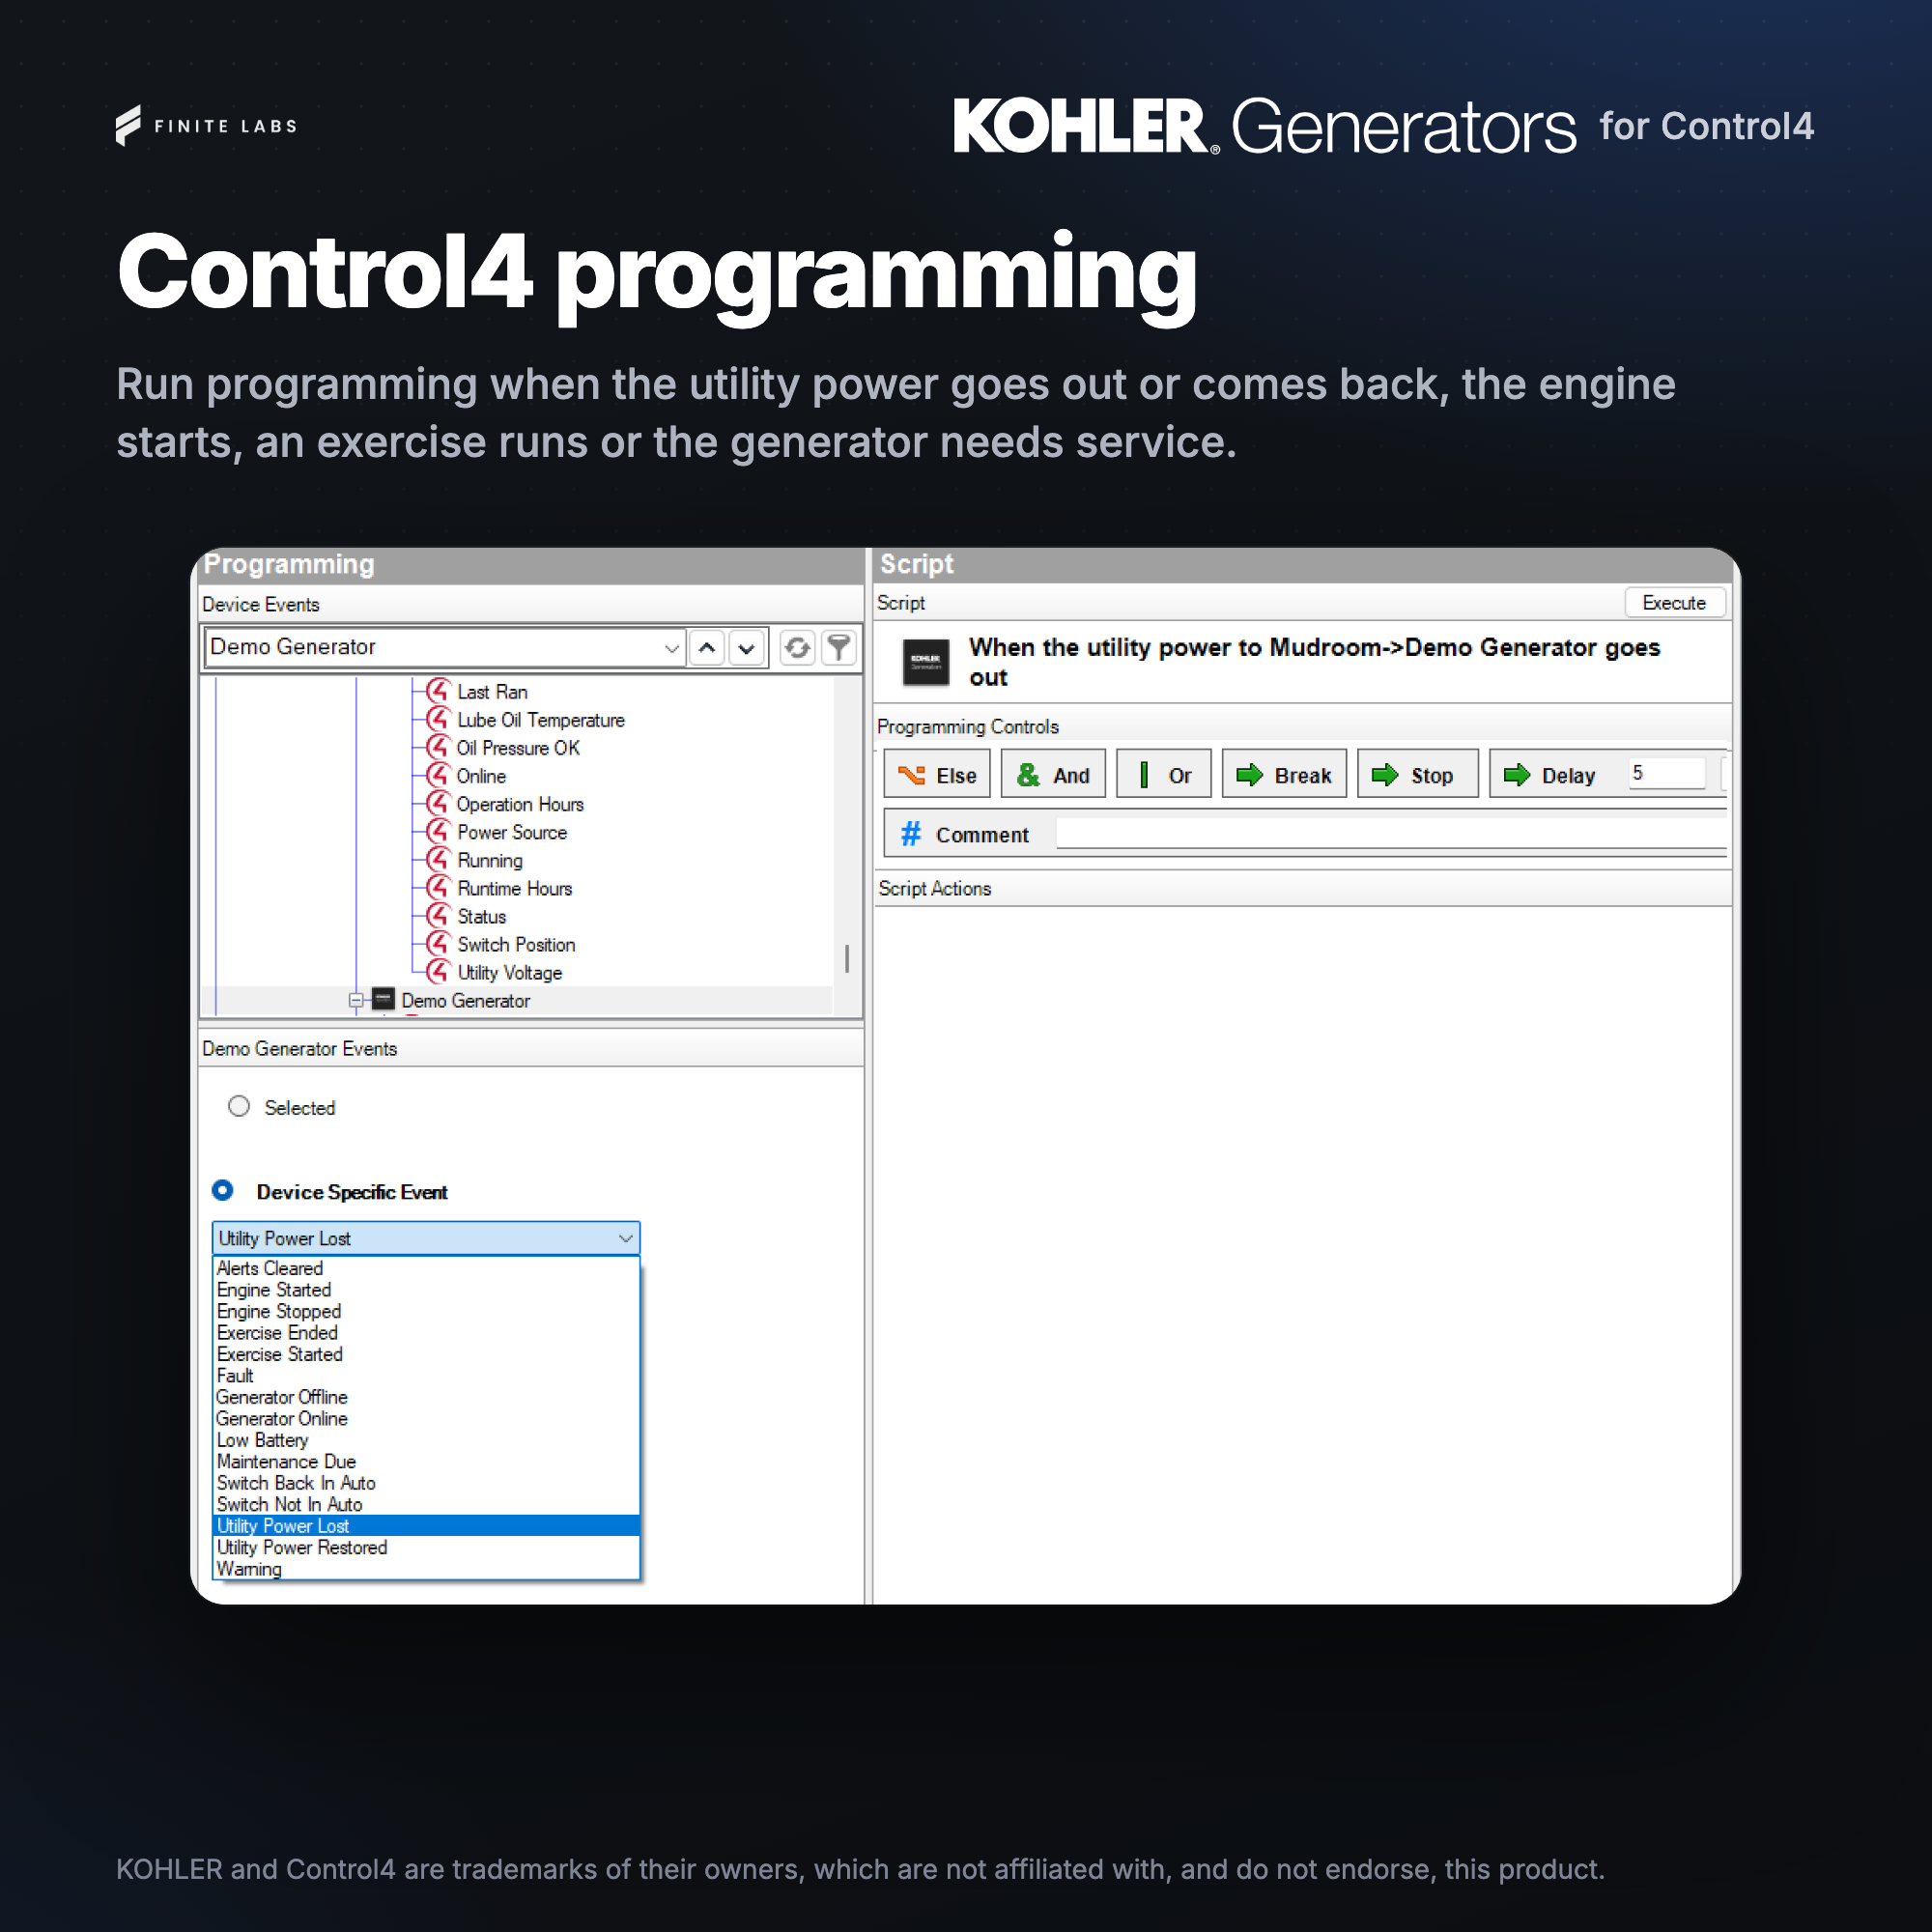 FINITE LABS
KOHLER® Generators for Control4
Control4 programming
Run programming when the utility power goes out or comes back, the engine
starts, an exercise runs or the generator needs service.
Programming
Device Events
Demo Generator
Last Ran
Lube Oil Temperature
Oil Pressure OK
Online
Operation Hours
Power Source
Running
Runtime Hours
Status
Switch Position
Utility Voltage
Demo Generator
Demo Generator Events
Selected
Device Specific Event
Utility Power Lost
Alerts Cleared
Engine Started
Engine Stopped
Exercise Ended
Exercise Started
Fault
Generator Offline
Generator Online
Low Battery
Maintenance Due
Switch Back In Auto
Switch Not In Auto
Utility Power Lost
Utility Power Restored
Warning
Script
Script
Execute
KOHLER
Generators
When the utility power to Mudroom->Demo Generator goes
out
Programming Controls
Else
& And
Or
Break
Stop
Delay 5
# Comment
Script Actions
KOHLER and Control4 are trademarks of their owners, which are not affiliated with, and do not endorse, this product.